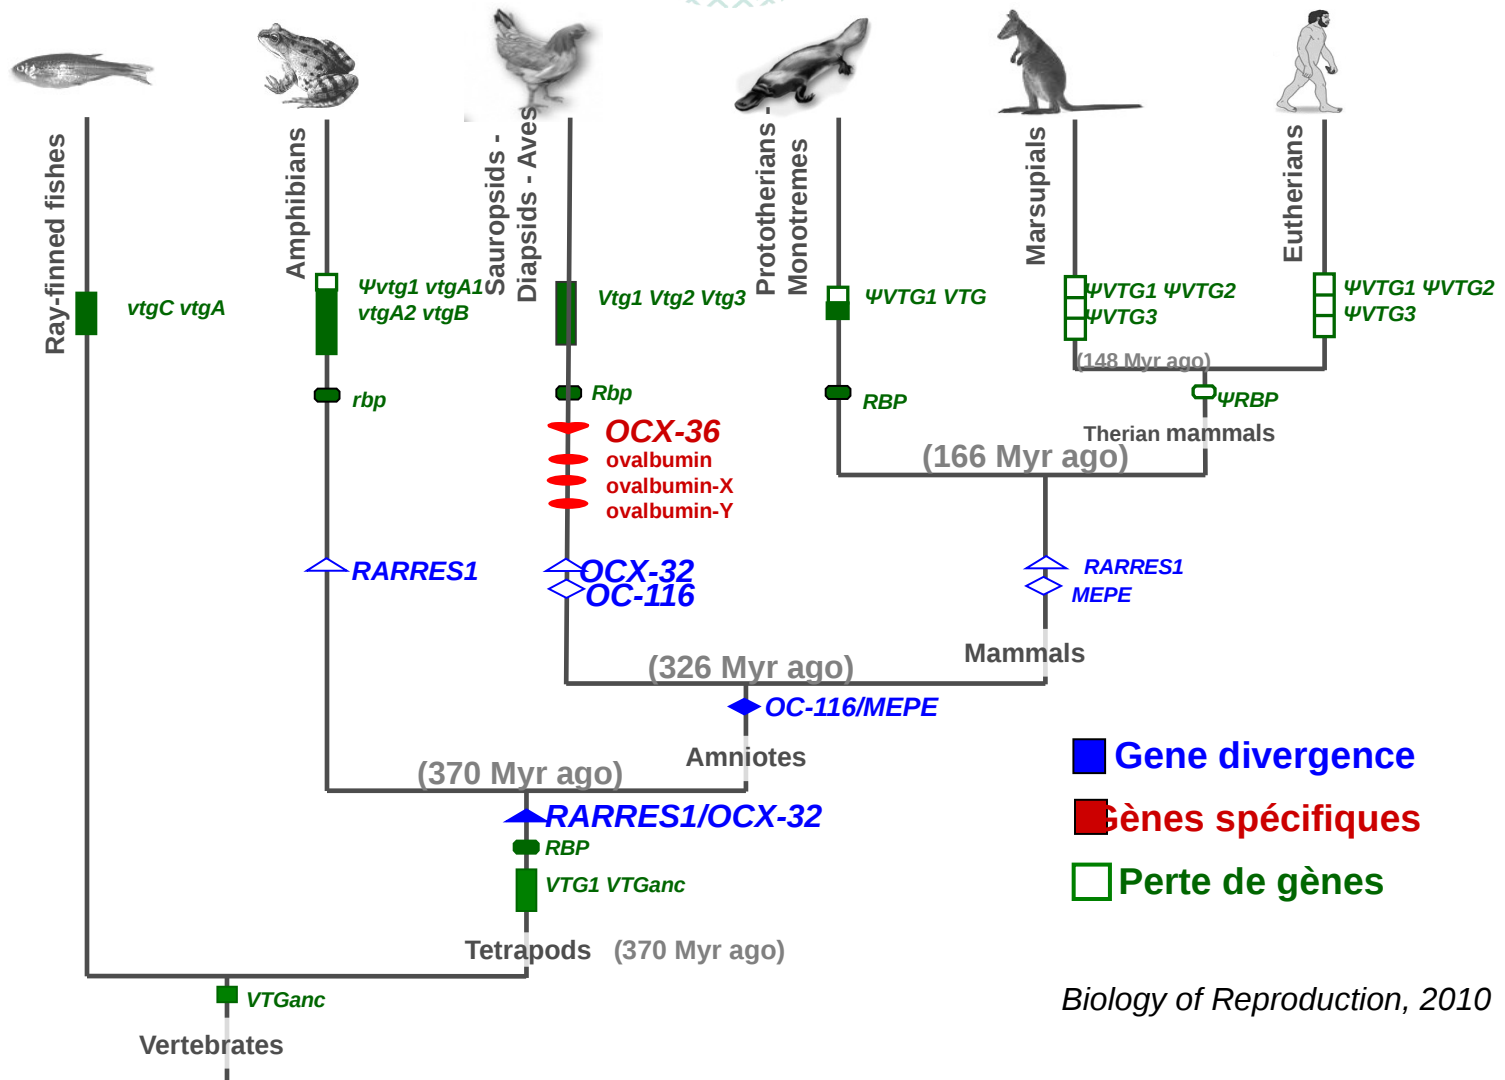 Ray-finned fishes
Amphibians
Sauropsids -
Diapsids - Aves
Prototherians -
Monotremes
Marsupials
Eutherians
vtgC vtgA
Ψvtg1 vtgA1
vtgA2 vtgB
Vtg1 Vtg2 Vtg3
ΨVTG1 VTG
ΨVTG1 ΨVTG2
ΨVTG3
ΨVTG1 ΨVTG2
ΨVTG3
(148 Myr ago)
rbp
Rbp
RBP
ΨRBP
OCX-36
ovalbumin
ovalbumin-X
ovalbumin-Y
Therian mammals
(166 Myr ago)
RARRES1
OCX-32
OC-116
RARRES1
MEPE
Mammals
(326 Myr ago)
OC-116/MEPE
Amniotes
(370 Myr ago)
RARRES1/OCX-32
RBP
VTG1 VTGanc
Tetrapods (370 Myr ago)
VTGanc
Vertebrates
Gene divergence
Gènes spécifiques
Perte de gènes
Biology of Reproduction, 2010